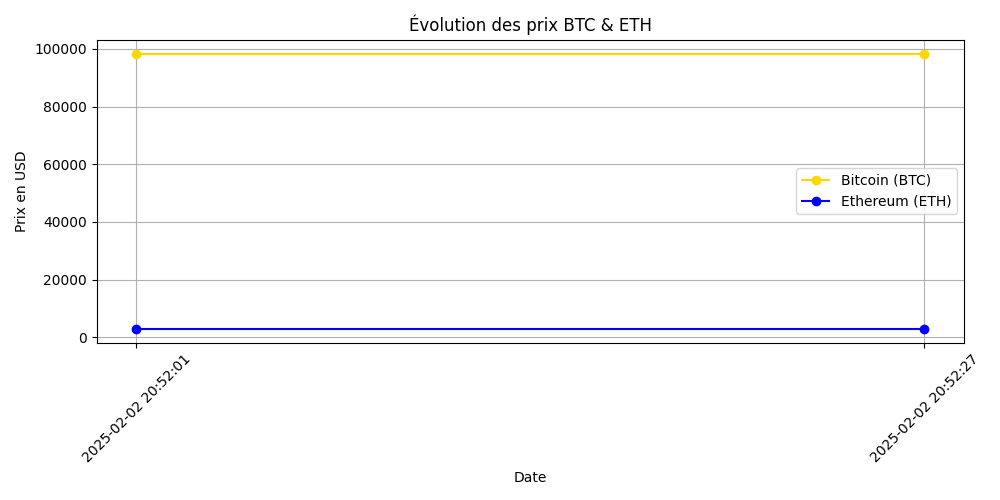 Évolution des prix BTC & ETH
100000
80000
60000
40000
20000
0
Prix en USD
Bitcoin (BTC)
Ethereum (ETH)
2025-02-02 20:52:01
2025-02-02 20:52:27
Date